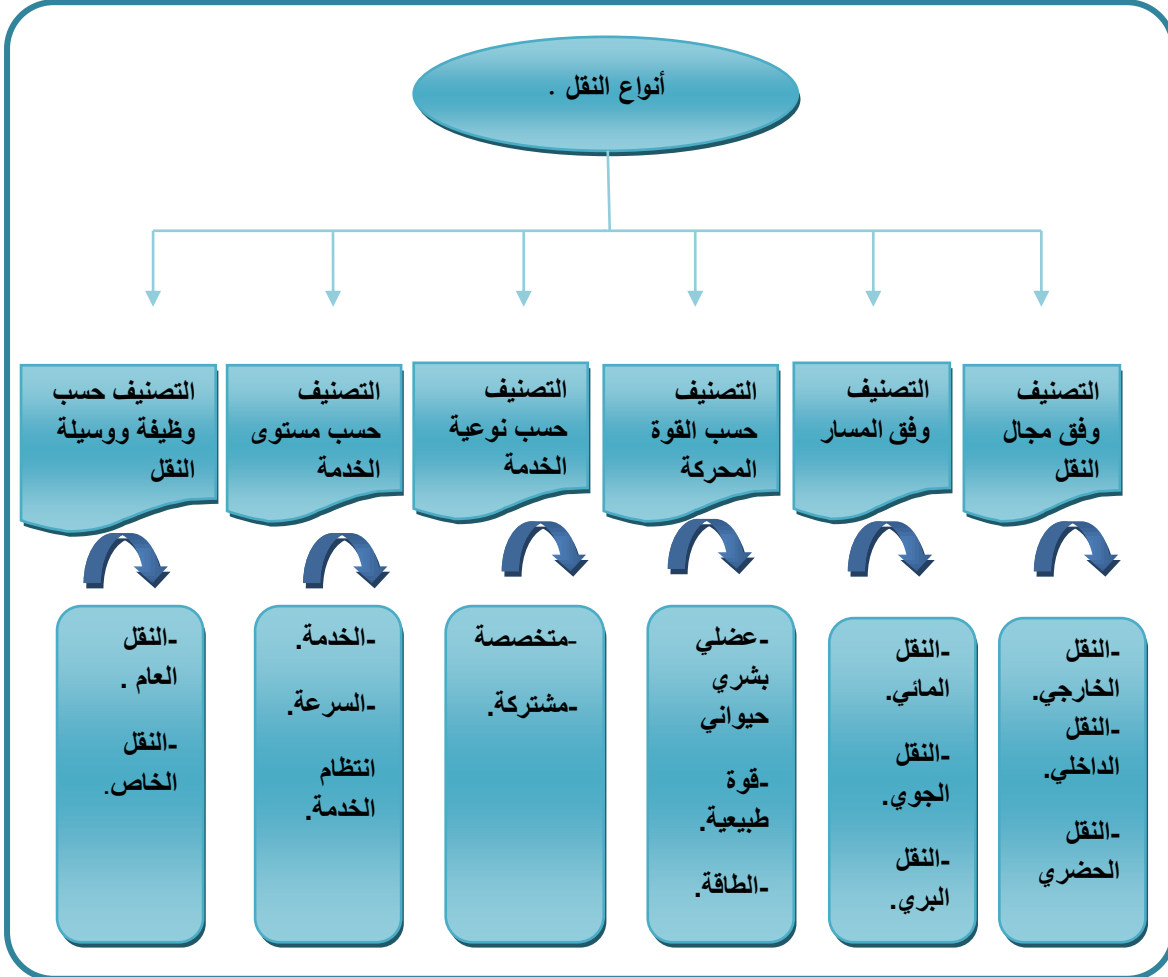 أنواع النقل .
التصنيف
وفق مجال
النقل
التصنيف
وفق المسار
التصنيف
حسب القوة
المحركة
التصنيف
حسب نوعية
الخدمة
التصنيف
حسب مستوى
الخدمة
التصنيف حسب
وظيفة ووسيلة
النقل
-النقل
الخارجي.
-النقل
الداخلي.
-النقل
الحضري
-النقل
المائي.
-النقل
الجوي.
-النقل
البري.
-عضلي
بشري
حيواني
-قوة
طبيعية.
-الطاقة.
-متخصصة
-مشتركة.
-الخدمة.
-السرعة.
انتظام
الخدمة.
-النقل
العام .
-النقل
الخاص.